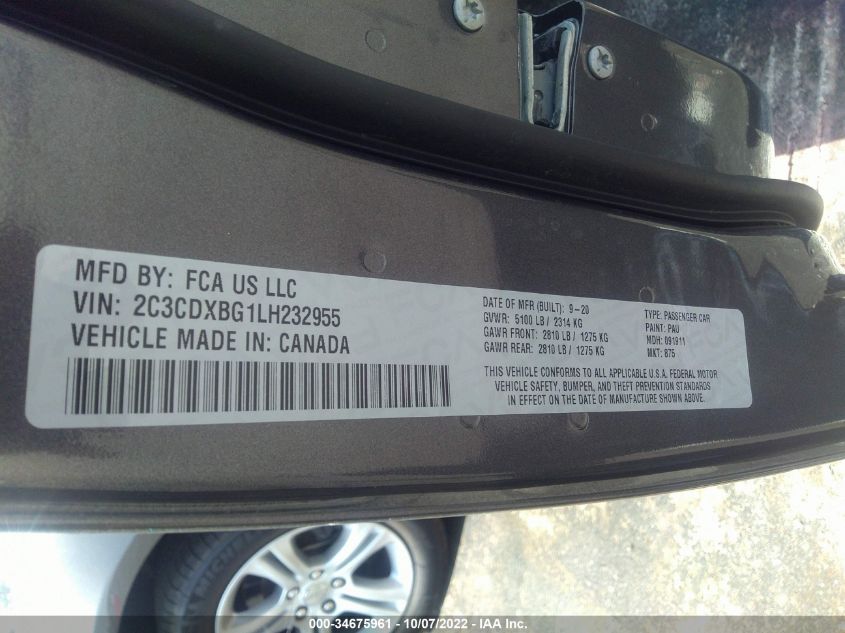 MFD BY: FCA US LLC
VIN: 2C3CDXBG1LH232955
VEHICLE MADE IN: CANADA
DATE OF MFR (BUILT): 9-20
GVWR: 5100 LB / 2314 KG
GAWR FRONT: 2810 LB / 1275 KG
GAWR REAR: 2810 LB / 1275 KG
TYPE: PASSENGER CAR
PAINT: PAU
MDH: 091911
MKT: 875
THIS VEHICLE CONFORMS TO ALL APPLICABLE U.S.A. FEDERAL MOTOR
VEHICLE SAFETY, BUMPER, AND THEFT PREVENTION STANDARDS
IN EFFECT ON THE DATE OF MANUFACTURE SHOWN ABOVE.
MICHELIN
000-34675961 - 10/07/2022 - IAA Inc.